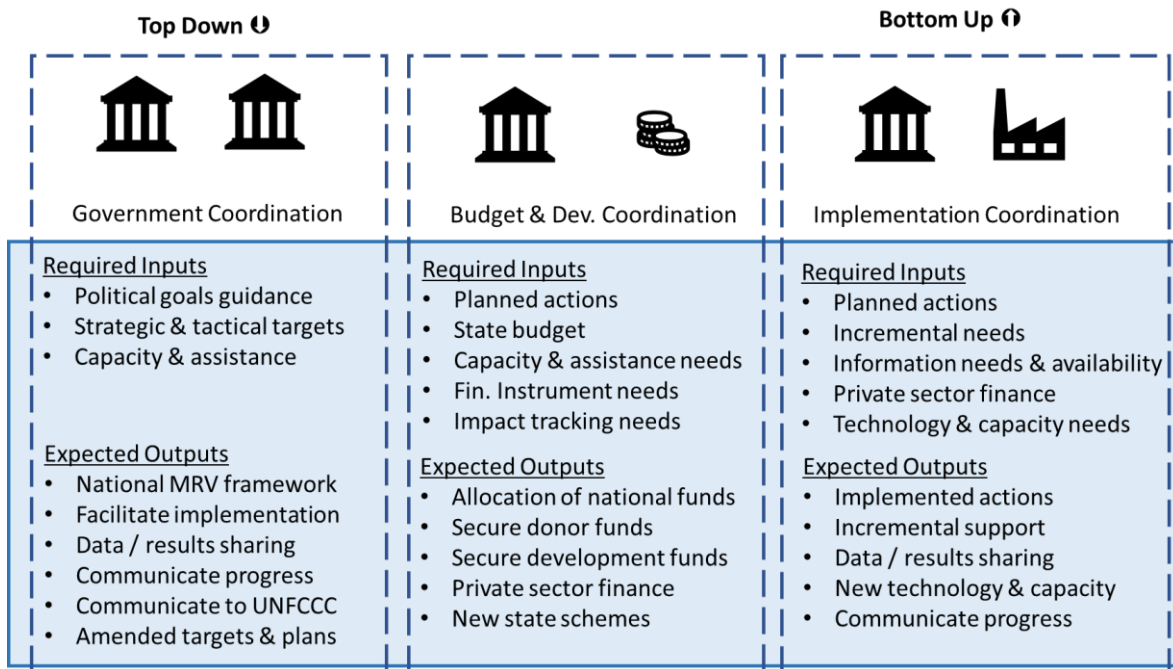 Top Down
Bottom Up
Government Coordination
Required Inputs
• Political goals guidance
• Strategic & tactical targets
• Capacity & assistance
Expected Outputs
• National MRV framework
• Facilitate implementation
• Data / results sharing
• Communicate progress
• Communicate to UNFCCC
• Amended targets & plans
Budget & Dev. Coordination
Required Inputs
• Planned actions
• State budget
• Capacity & assistance needs
• Fin. Instrument needs
• Impact tracking needs
Expected Outputs
• Allocation of national funds
• Secure donor funds
• Secure development funds
• Private sector finance
• New state schemes
Implementation Coordination
Required Inputs
• Planned actions
• Incremental needs
• Information needs & availability
• Private sector finance
• Technology & capacity needs
Expected Outputs
• Implemented actions
• Incremental support
• Data / results sharing
• New technology & capacity
• Communicate progress